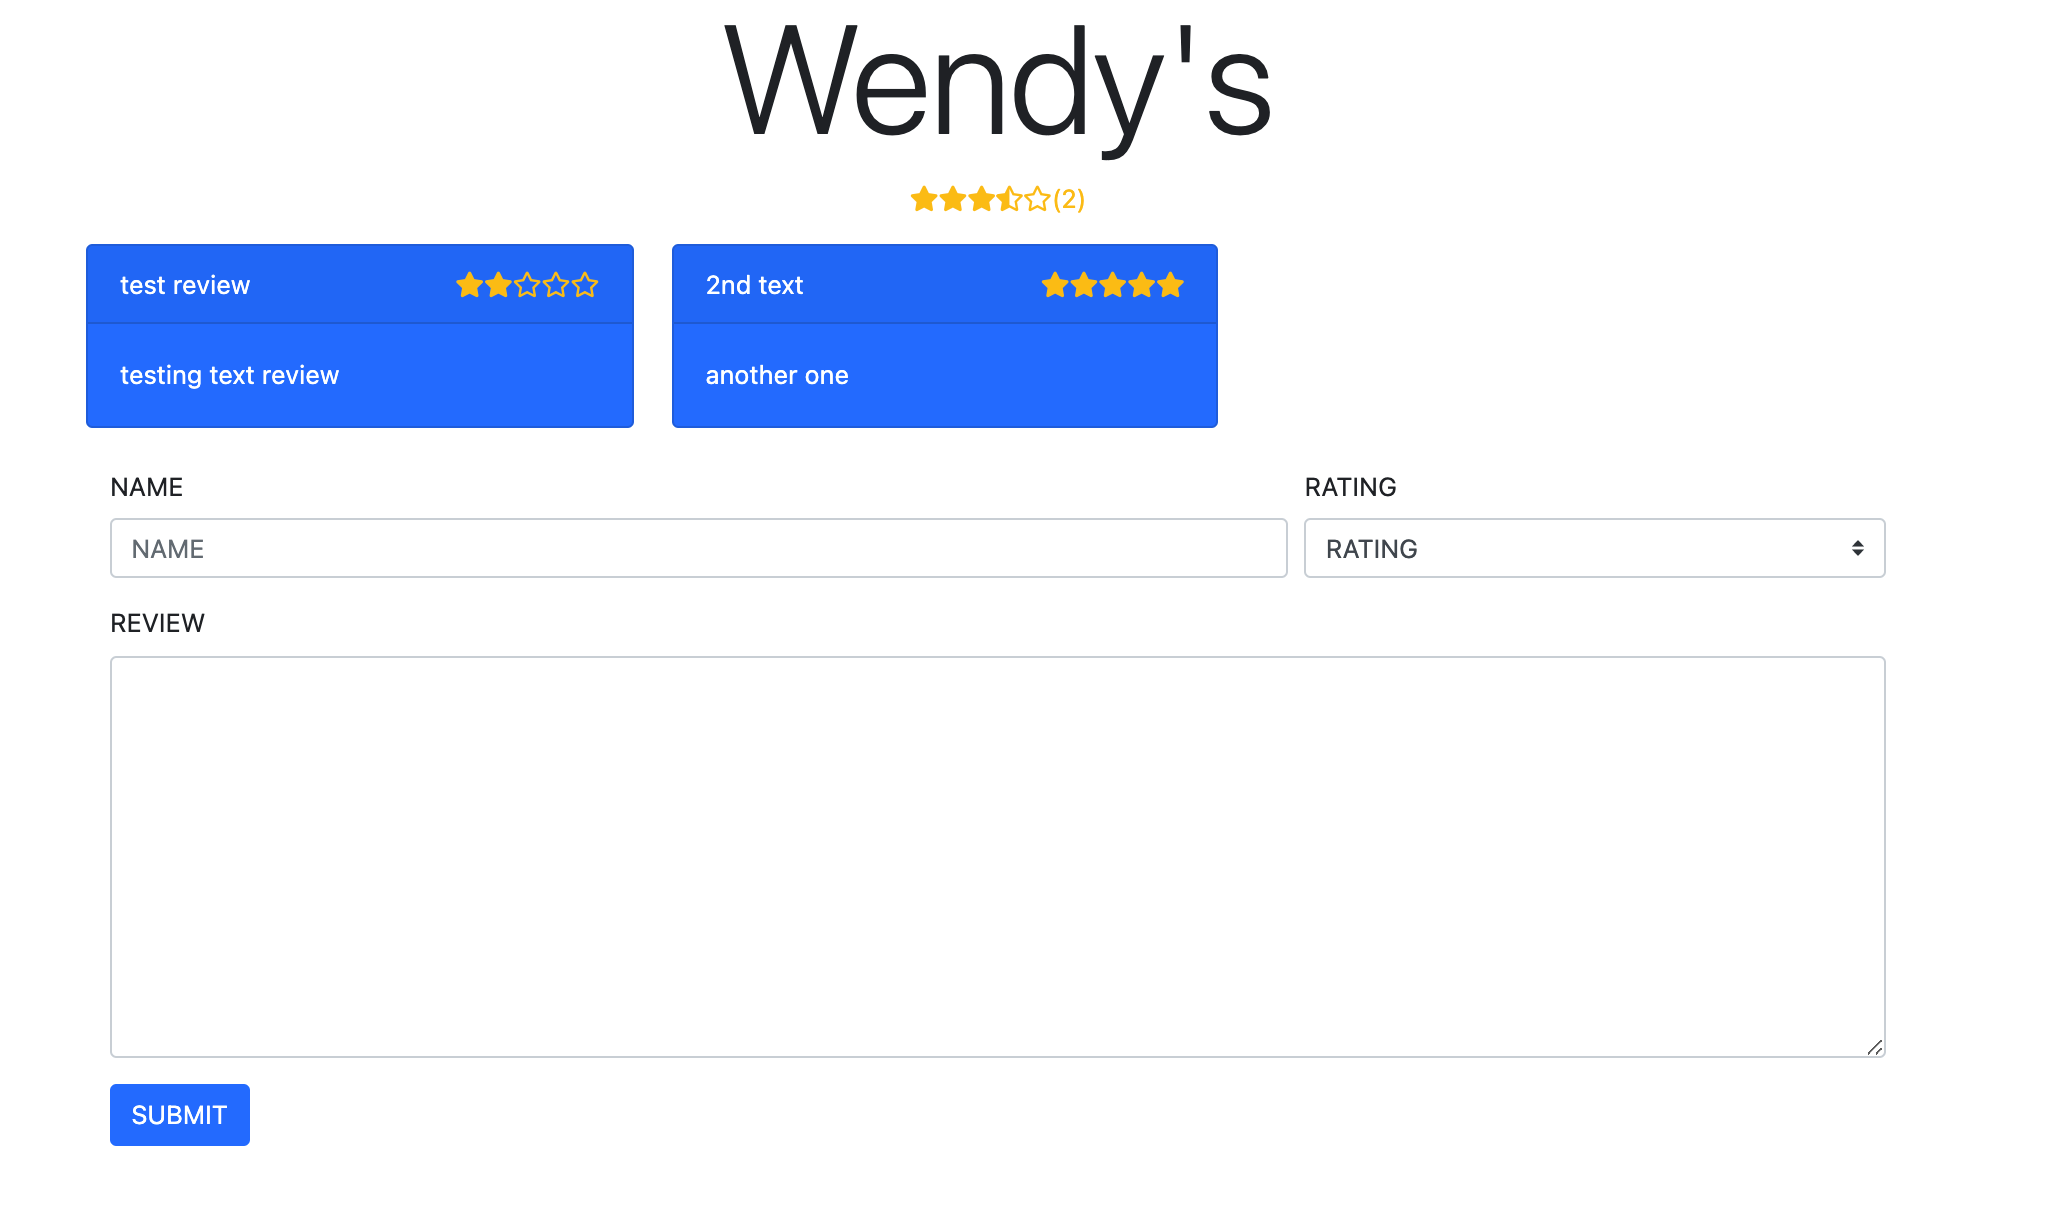 Wendy's
(2)
test review
testing text review
2nd text
another one
NAME
NAME
RATING
RATING
REVIEW
SUBMIT